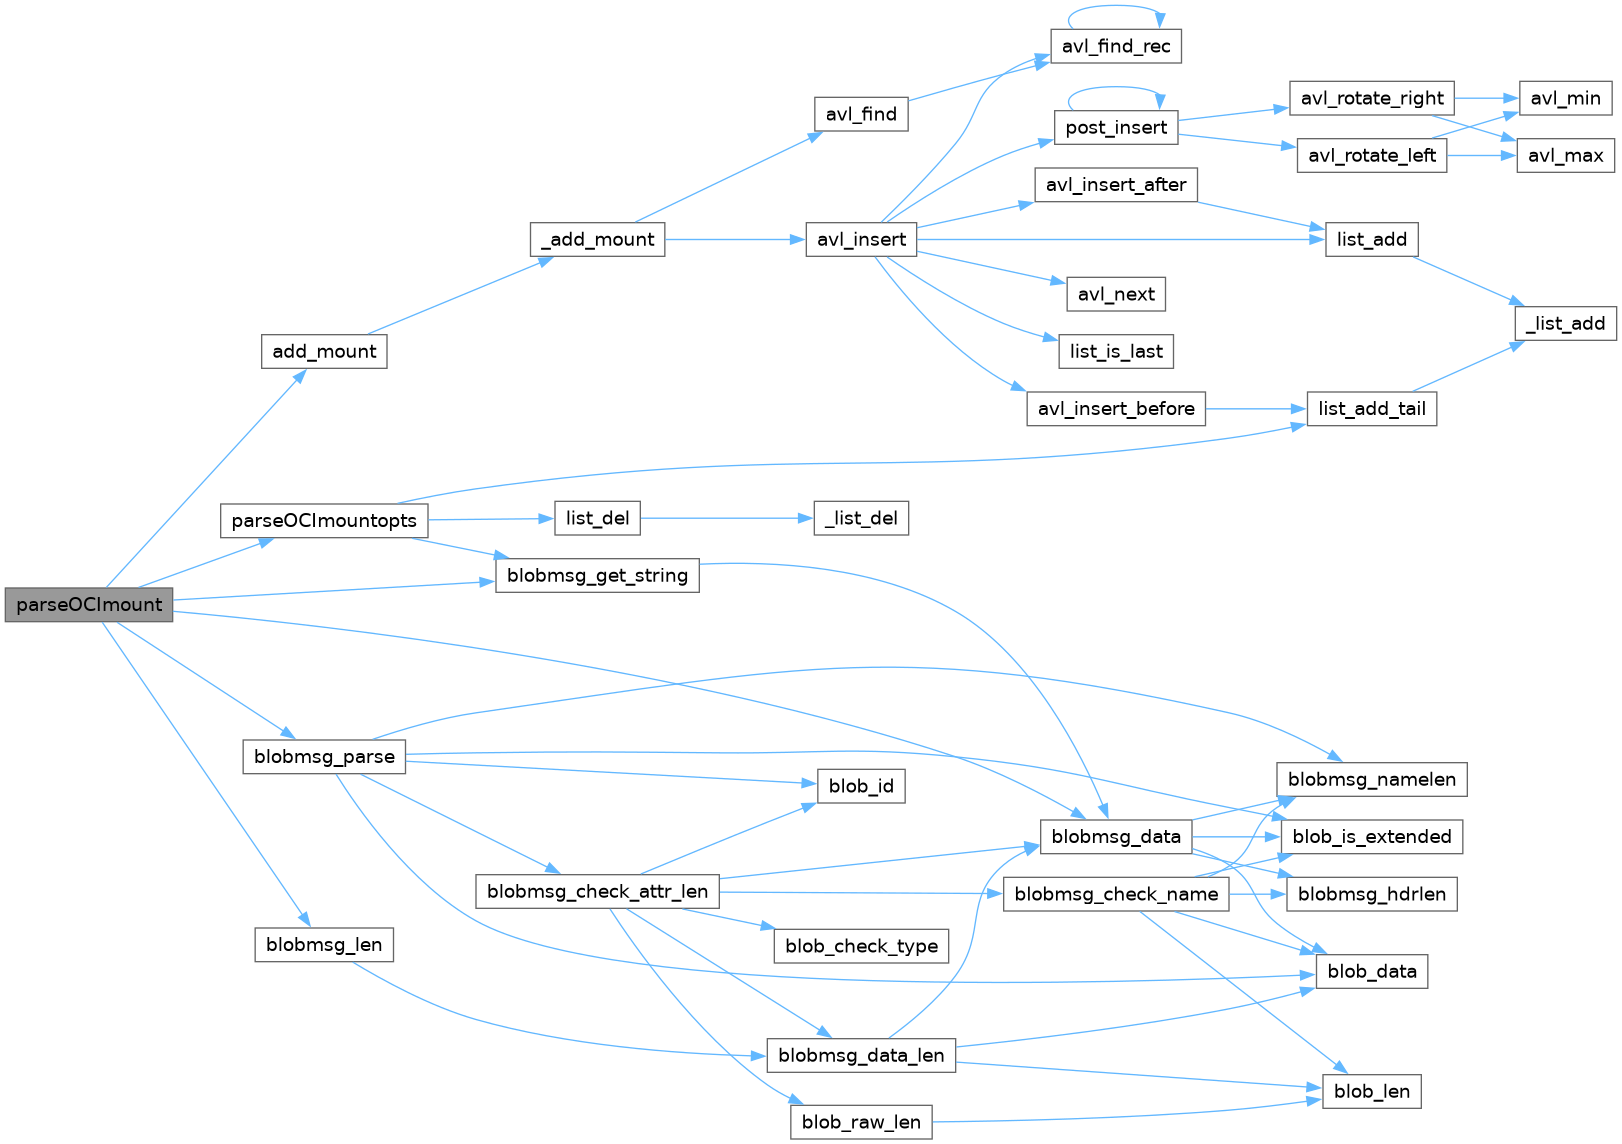 parseOCImount
add_mount
_add_mount
avl_find
avl_find_rec
avl_insert
post_insert
avl_rotate_right
avl_min
avl_rotate_left
avl_max
avl_insert_after
list_add
avl_next
_list_add
list_is_last
avl_insert_before
list_add_tail
parseOCImountopts
list_del
_list_del
blobmsg_get_string
blobmsg_parse
blob_id
blobmsg_namelen
blobmsg_data
blob_is_extended
blobmsg_check_attr_len
blobmsg_check_name
blobmsg_hdrlen
blobmsg_len
blob_check_type
blob_data
blobmsg_data_len
blob_len
blob_raw_len